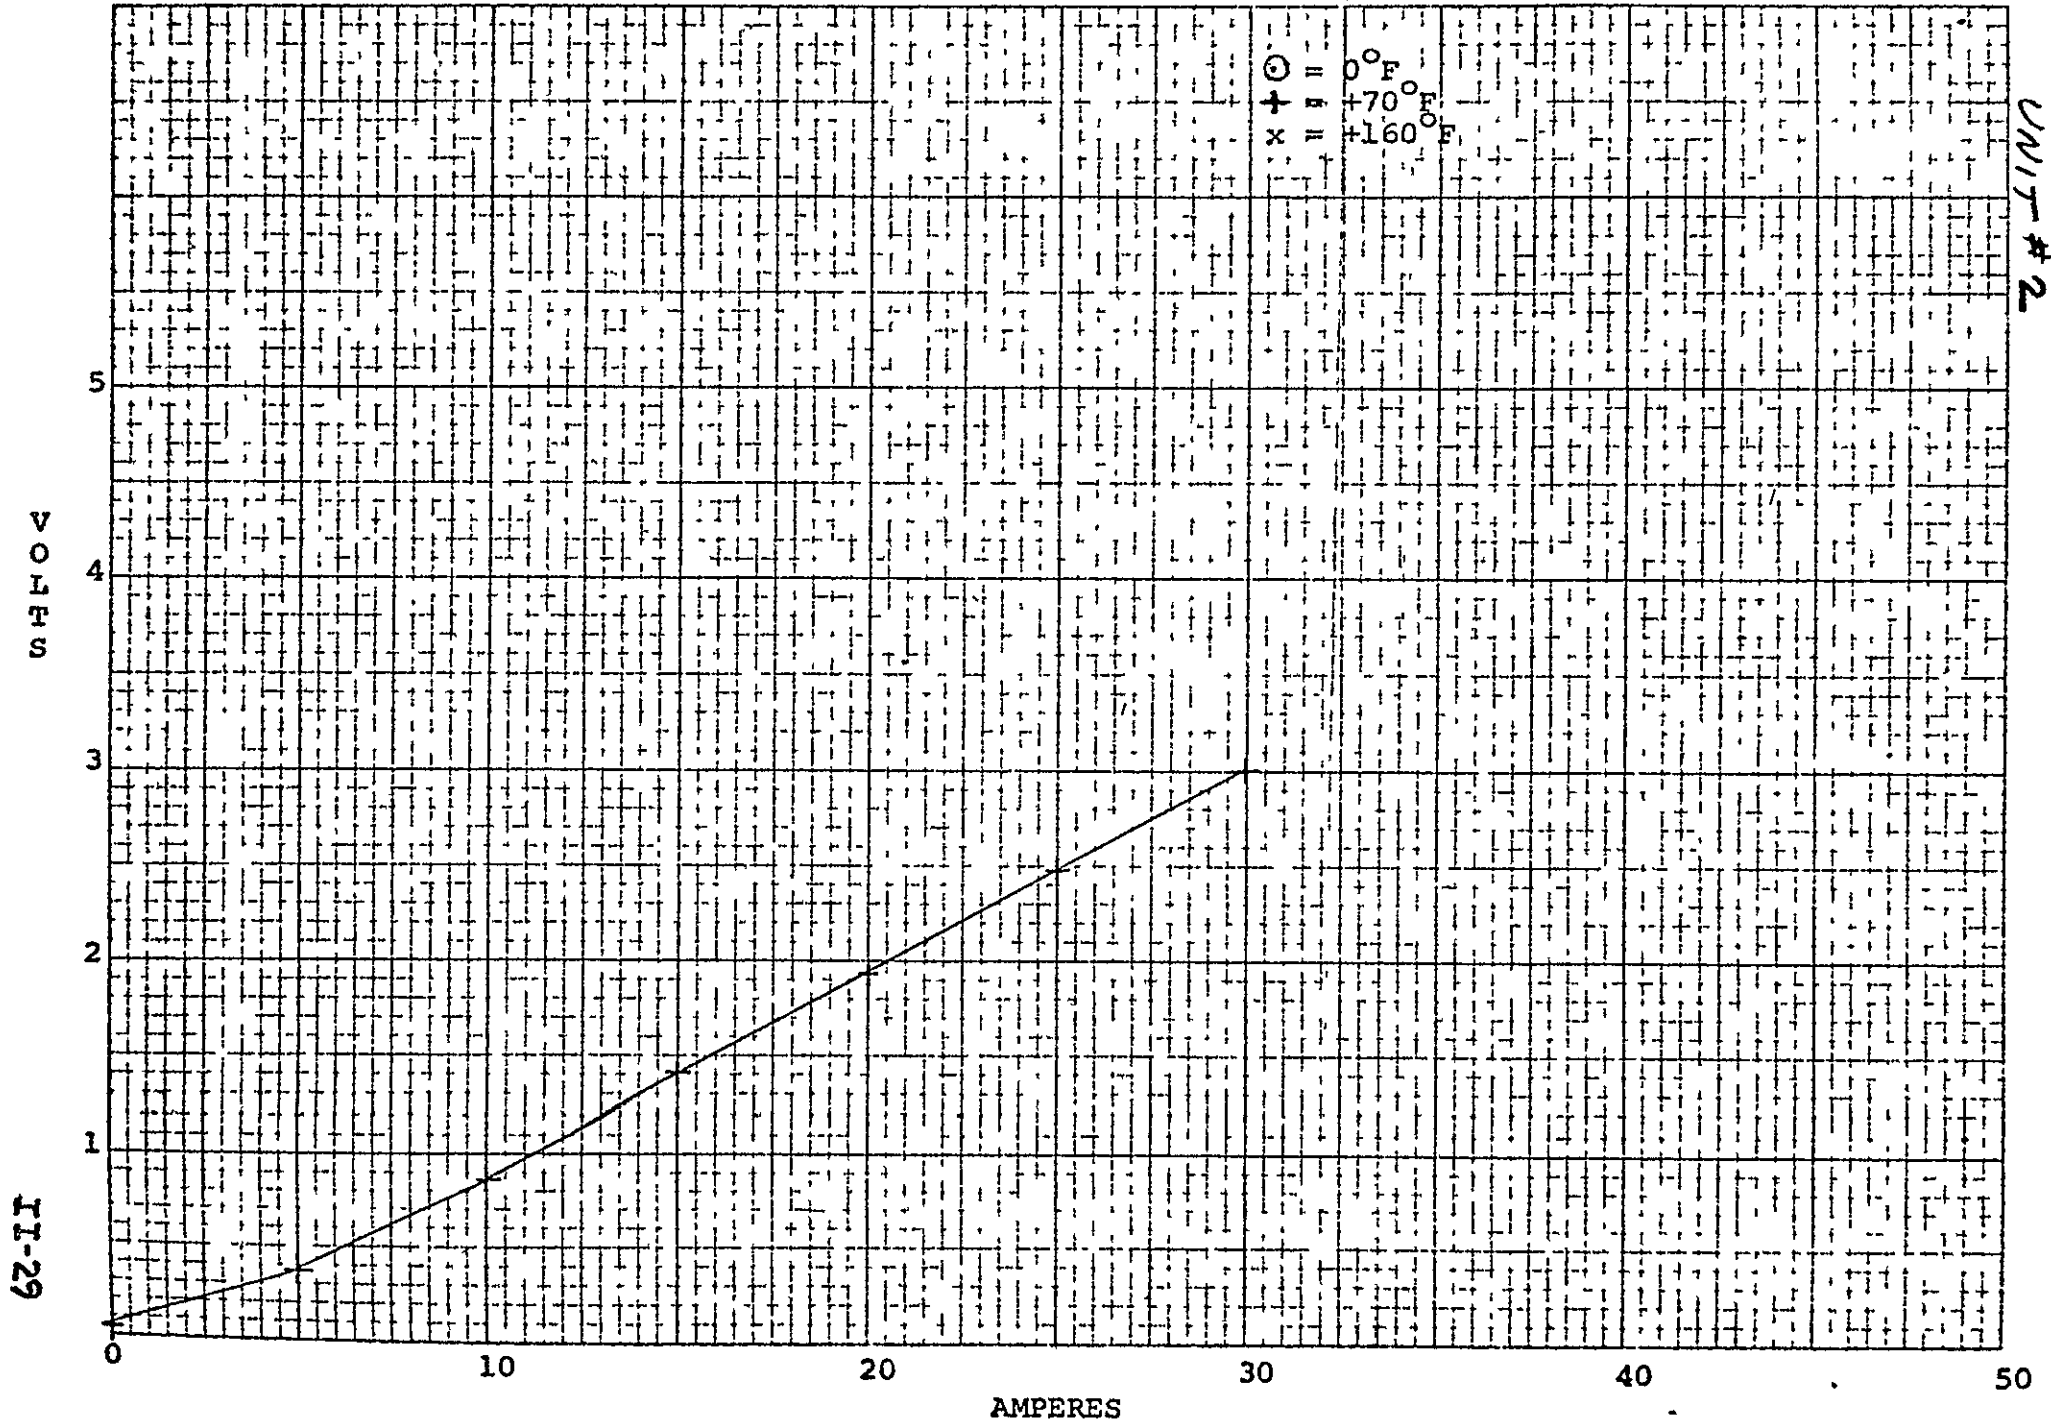 ⊙ = 0°F
+ = +70°F
x = +160°F
UNIT #2
5
4
3
2
1
VOLTS
0 10 20 30 40 50
AMPERES
II-29